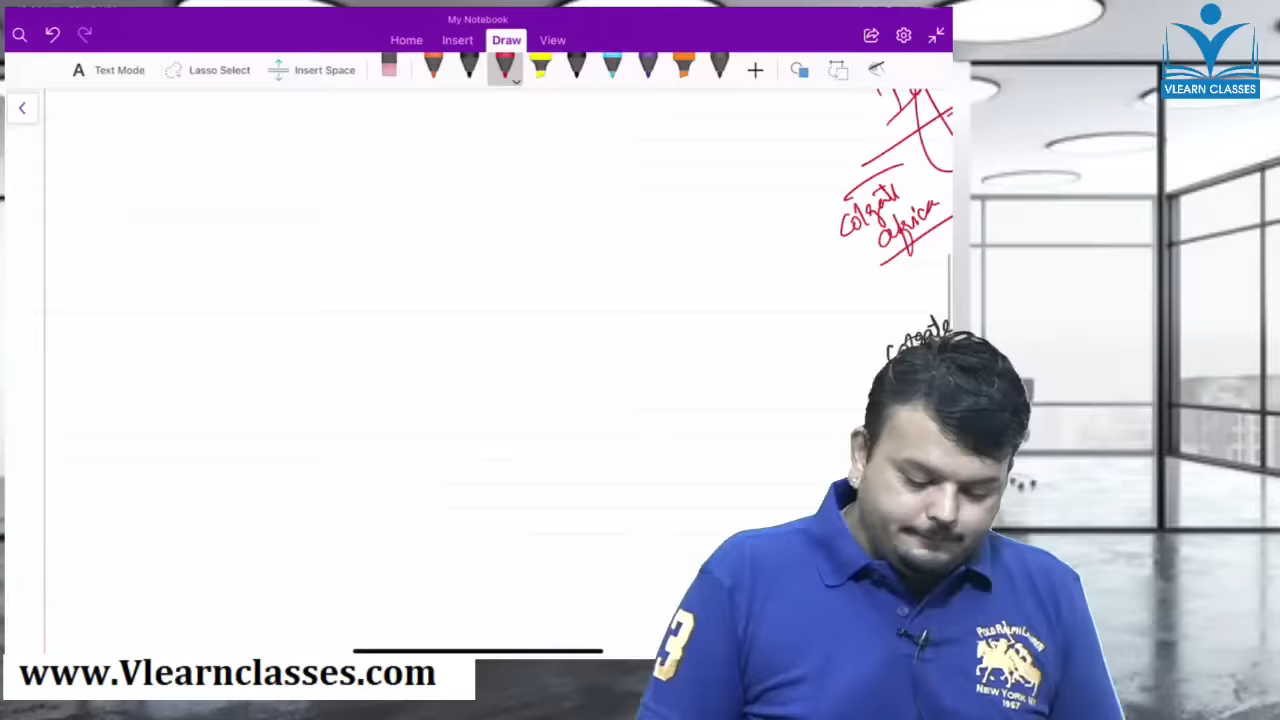 My Notebook
Home Insert Draw View
Text Mode Lasso Select Insert Space
VLEARN CLASSES
colgate
africa
colgate
POLO RALPH LAUREN
NEW YORK
1967
3
www.Vlearnclasses.com